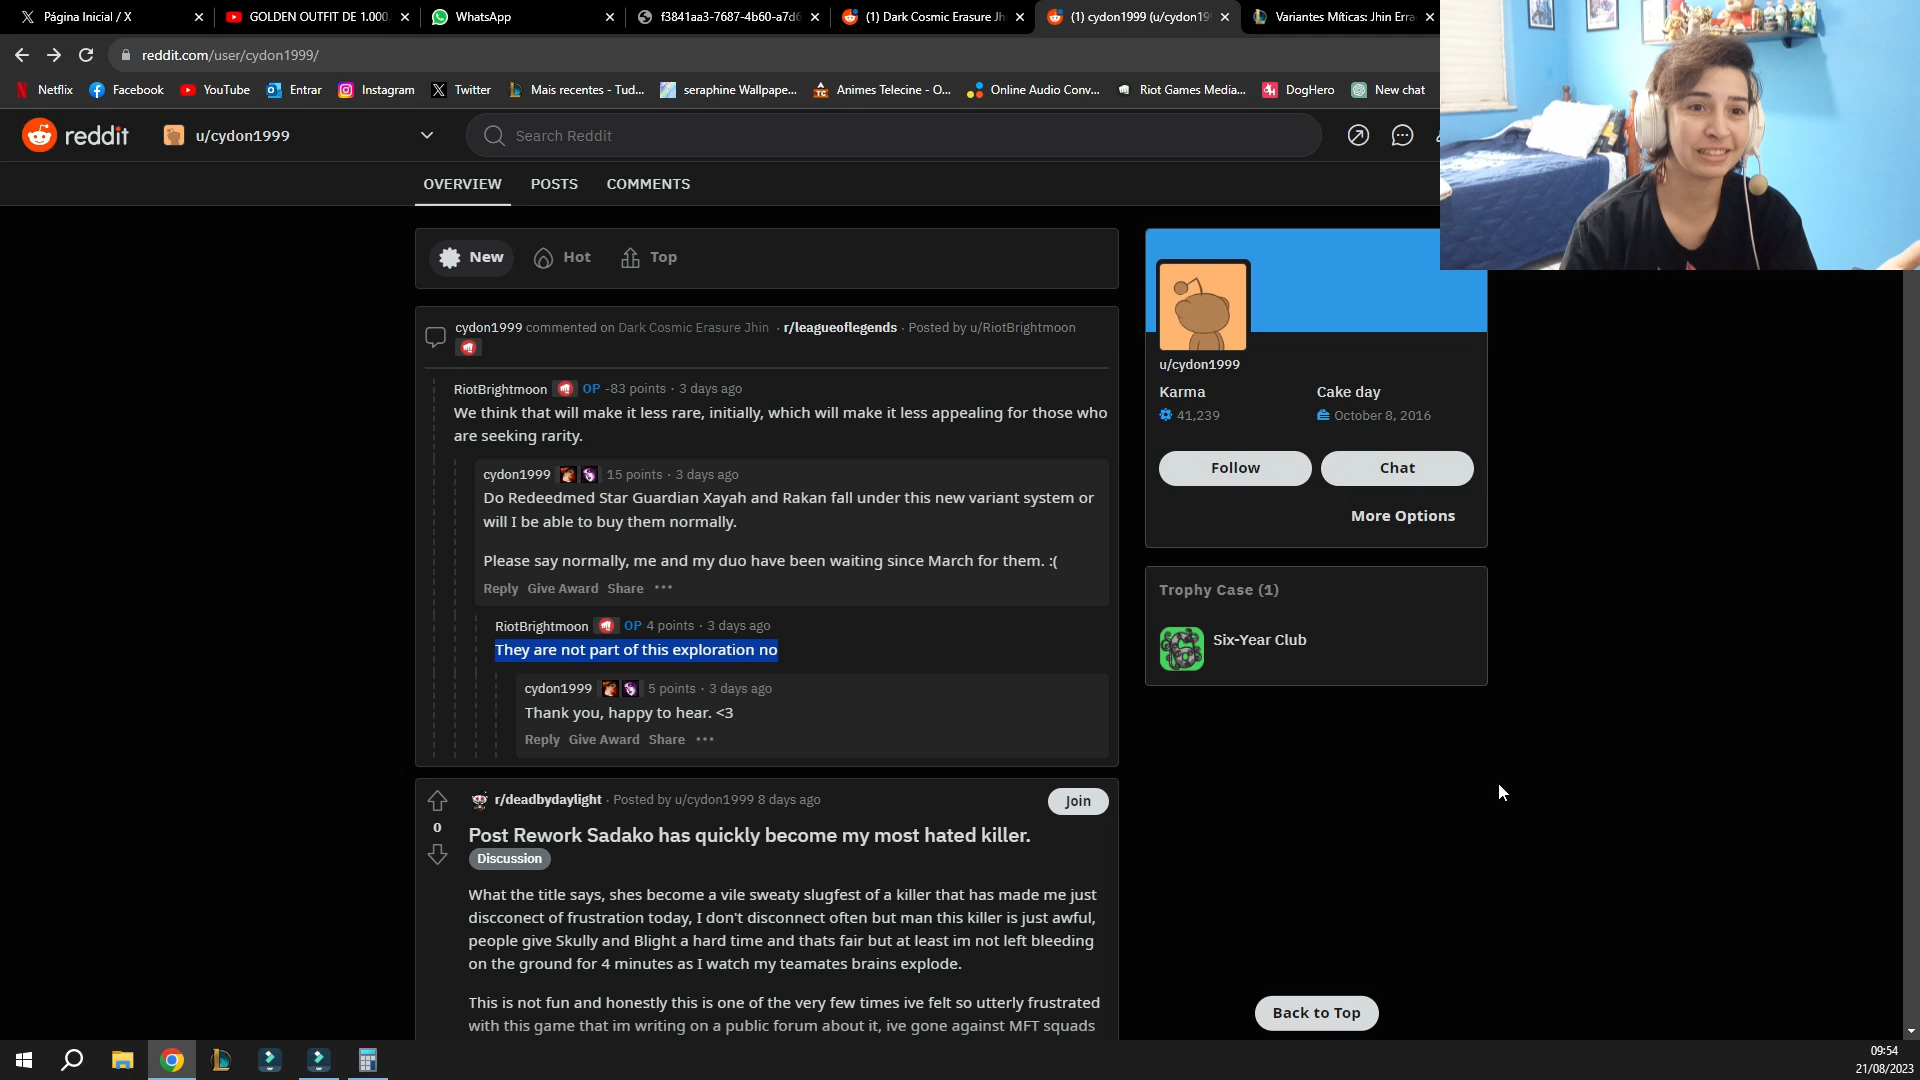 Página Inicial / X
GOLDEN OUTFIT DE 1.000
WhatsApp
f3841aa3-7687-4b60-a7d6
(1) Dark Cosmic Erasure Jh
(1) cydon1999 (u/cydon19
Variantes Míticas: Jhin Erra
reddit.com/user/cydon1999/
Netflix
Facebook
YouTube
Entrar
Instagram
Twitter
Mais recentes - Tud...
seraphine Wallpape...
Animes Telecine - O...
Online Audio Conv...
Riot Games Media...
DogHero
New chat
reddit
u/cydon1999
Search Reddit
OVERVIEW
POSTS
COMMENTS
New
Hot
Top
cydon1999 commented on Dark Cosmic Erasure Jhin · r/leagueoflegends · Posted by u/RiotBrightmoon
RiotBrightmoon OP -83 points · 3 days ago
We think that will make it less rare, initially, which will make it less appealing for those who
are seeking rarity.
cydon1999 15 points · 3 days ago
Do Redeedmed Star Guardian Xayah and Rakan fall under this new variant system or
will I be able to buy them normally.
Please say normally, me and my duo have been waiting since March for them. :(
Reply Give Award Share •••
RiotBrightmoon OP 4 points · 3 days ago
They are not part of this exploration no
cydon1999 5 points · 3 days ago
Thank you, happy to hear. <3
Reply Give Award Share •••
r/deadbydaylight · Posted by u/cydon1999 8 days ago
Join
0
Post Rework Sadako has quickly become my most hated killer.
Discussion
What the title says, shes become a vile sweaty slugfest of a killer that has made me just
discconect of frustration today, I don't disconnect often but man this killer is just awful,
people give Skully and Blight a hard time and thats fair but at least im not left bleeding
on the ground for 4 minutes as I watch my teamates brains explode.
This is not fun and honestly this is one of the very few times ive felt so utterly frustrated
with this game that im writing on a public forum about it, ive gone against MFT squads
u/cydon1999
Karma
Cake day
41,239
October 8, 2016
Follow
Chat
More Options
Trophy Case (1)
Six-Year Club
Back to Top
09:54
21/08/2023